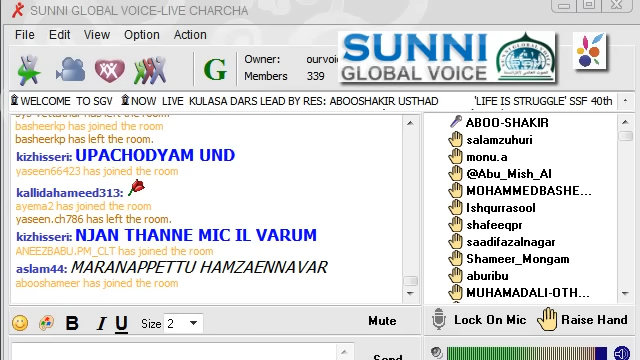 SUNNI GLOBAL VOICE-LIVE CHARCHA
File Edit View Option Action
G
Owner: ourvoi
Members 339
SUNNI
GLOBAL VOICE
WELCOME TO SGV NOW LIVE KULASA DARS LEAD BY RES: ABOOSHAKIR USTHAD 'LIFE IS STRUGGLE' SSF 40th
basheerkp has joined the room
basheerkp has left the room.
kizhisseri: UPACHODYAM UND
yaseen66423 has joined the room
kallidahameed313:
ayema2 has joined the room
yaseen.ch786 has left the room.
kizhisseri: NJAN THANNE MIC IL VARUM
ANEEZBABU.PM_CLT has joined the room
aslam44: MARANAPPETTU HAMZAENNAVAR
abooshameer has joined the room
ABOO-SHAKIR
salamzuhuri
monu.a
@Abu_Mish_Al
MOHAMMEDBASHE...
Ishqurrasool
shafeeqpr
saadifazalnagar
Shameer_Mongam
aburibu
MUHAMADALI-OTH...
B I U Size 2 Mute
Lock On Mic Raise Hand
Send